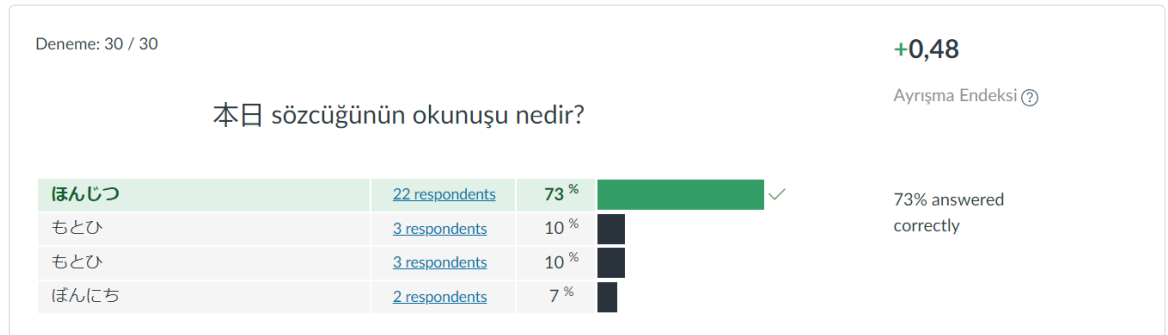 Deneme: 30 / 30
+0,48
Ayrışma Endeksi ?
本日 sözcüğünün okunuşu nedir?
ほんじつ 22 respondents 73 %
もとひ 3 respondents 10 %
もとひ 3 respondents 10 %
ぼんにち 2 respondents 7 %
73% answered
correctly